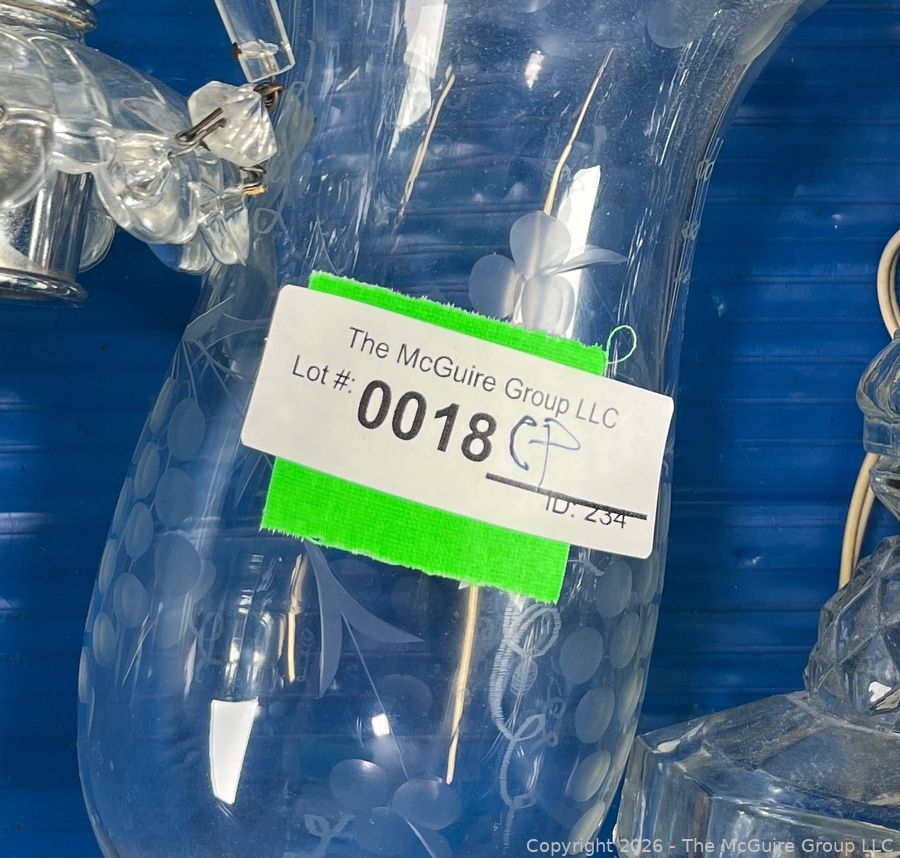 The McGuire Group LLC
Lot #: 0018 CP
ID: 234
Copyright 2026 - The McGuire Group LLC